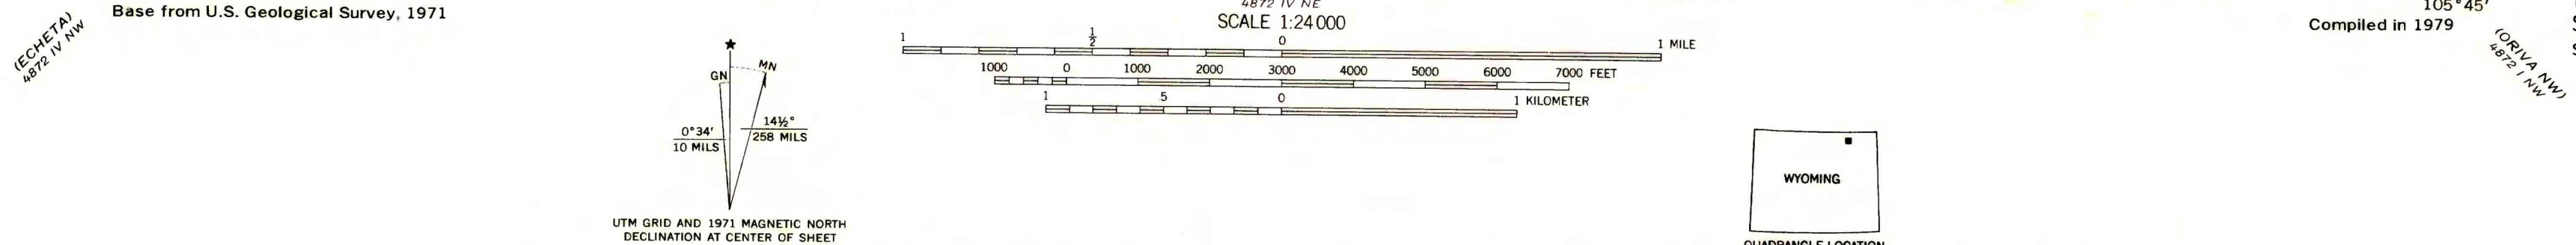 (ECHETA)
4872 IV NW
Base from U.S. Geological Survey, 1971
4872 IV NE
SCALE 1:24 000
1 1/2 0 1 MILE
1000 0 1000 2000 3000 4000 5000 6000 7000 FEET
1 .5 0 1 KILOMETER
GN MN
0°34'
10 MILS
14½°
258 MILS
UTM GRID AND 1971 MAGNETIC NORTH
DECLINATION AT CENTER OF SHEET
WYOMING
QUADRANGLE LOCATION
105°45'
Compiled in 1979
(ORIVA NW)
4872 I NW